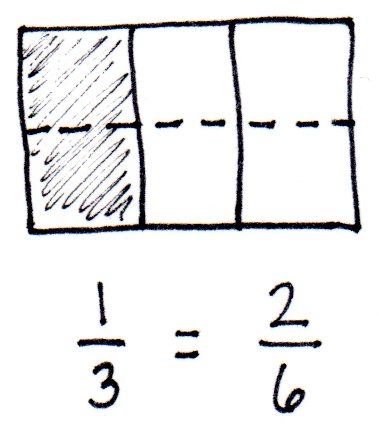 1/3 = 2/6